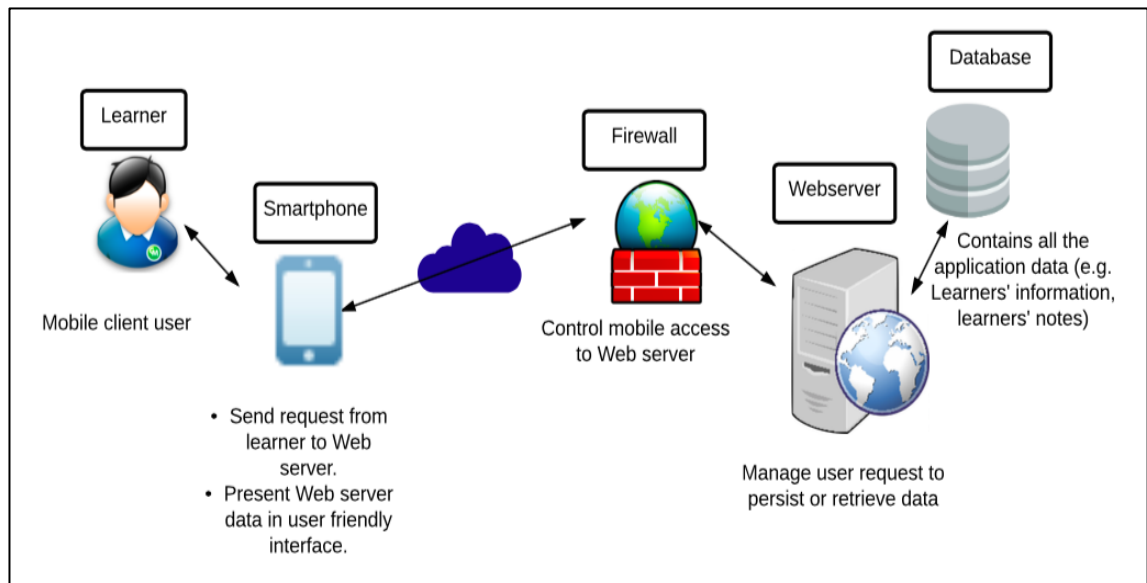 Learner
Mobile client user
Smartphone
• Send request from
learner to Web
server.
• Present Web server
data in user friendly
interface.
Firewall
Control mobile access
to Web server
Webserver
Manage user request to
persist or retrieve data
Database
Contains all the
application data (e.g.
Learners' information,
learners' notes)